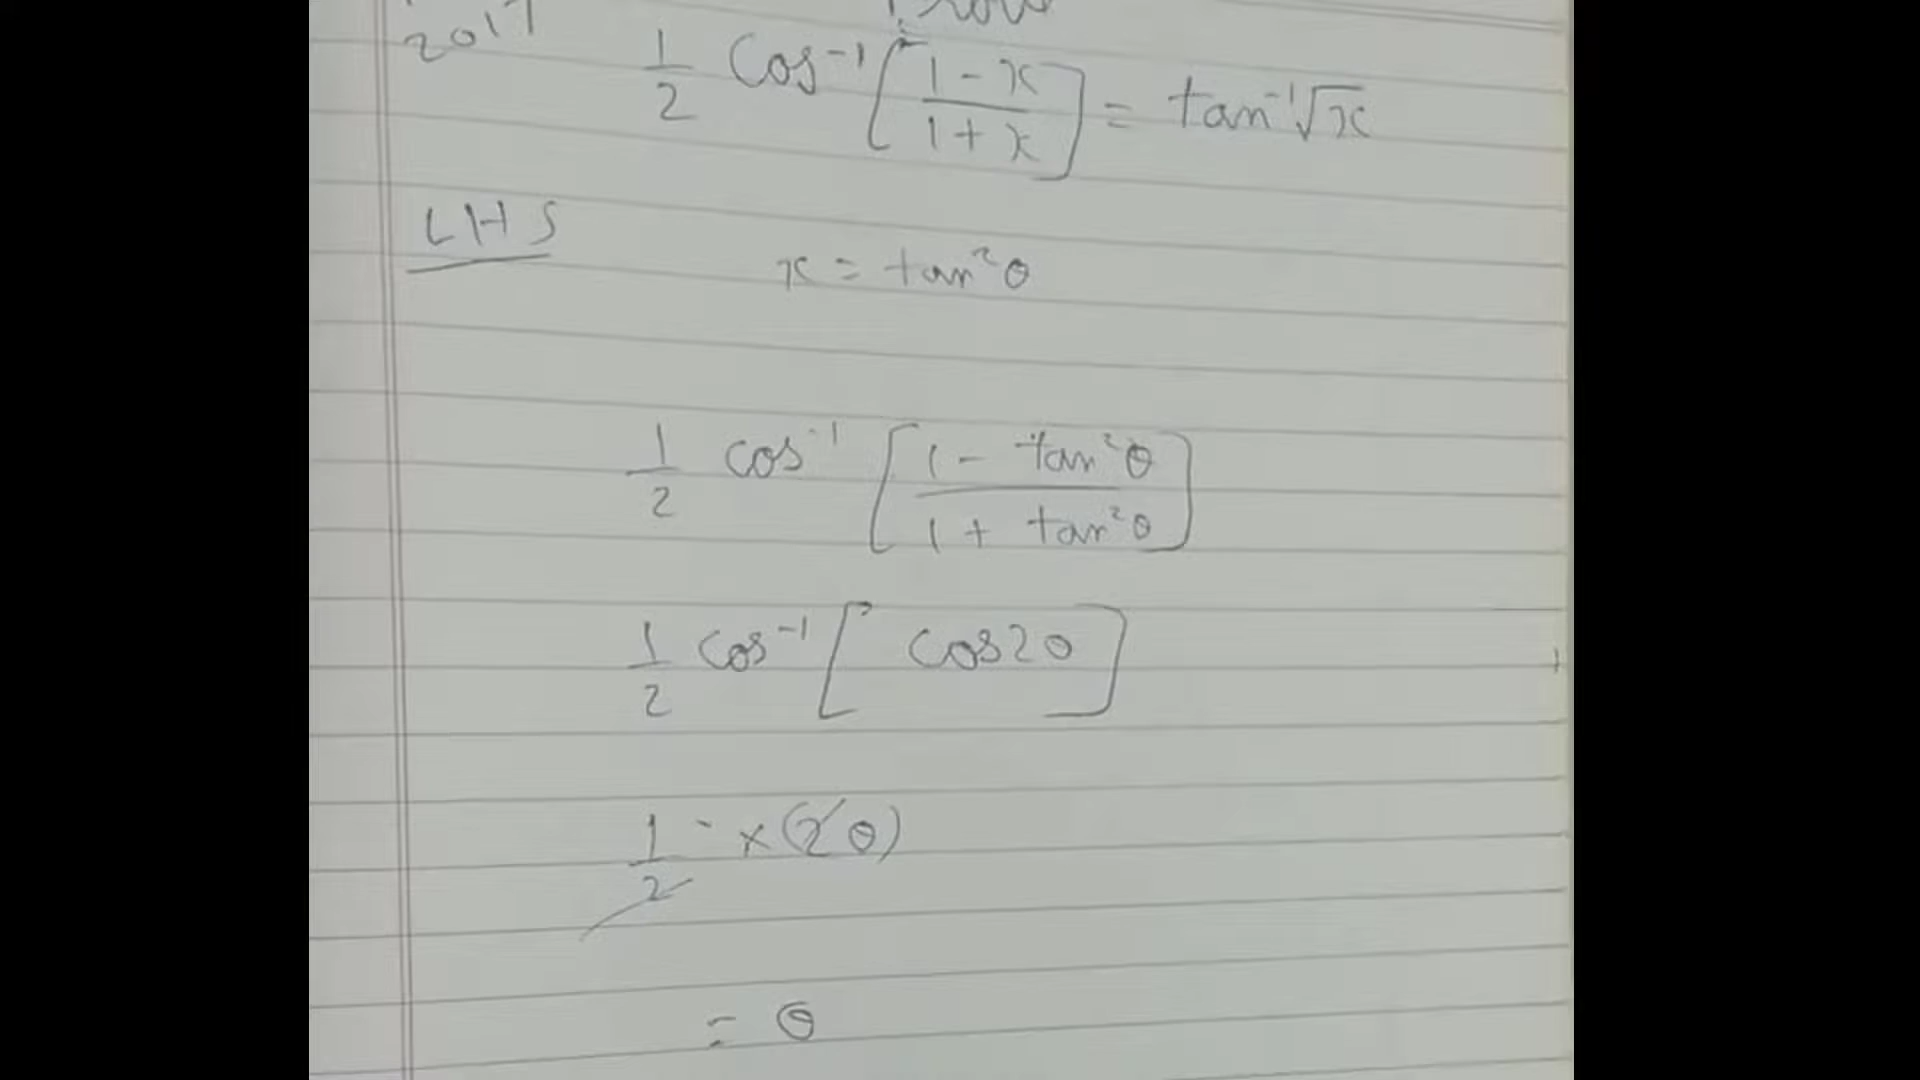 Prove
2017
1/2 Cos⁻¹[(1-x)/(1+x)] = tan⁻¹√x
LHS
x = tan²θ
1/2 cos⁻¹[(1 - tan²θ)/(1 + tan²θ)]
1/2 cos⁻¹[cos2θ]
1/2 × (2θ)
= θ